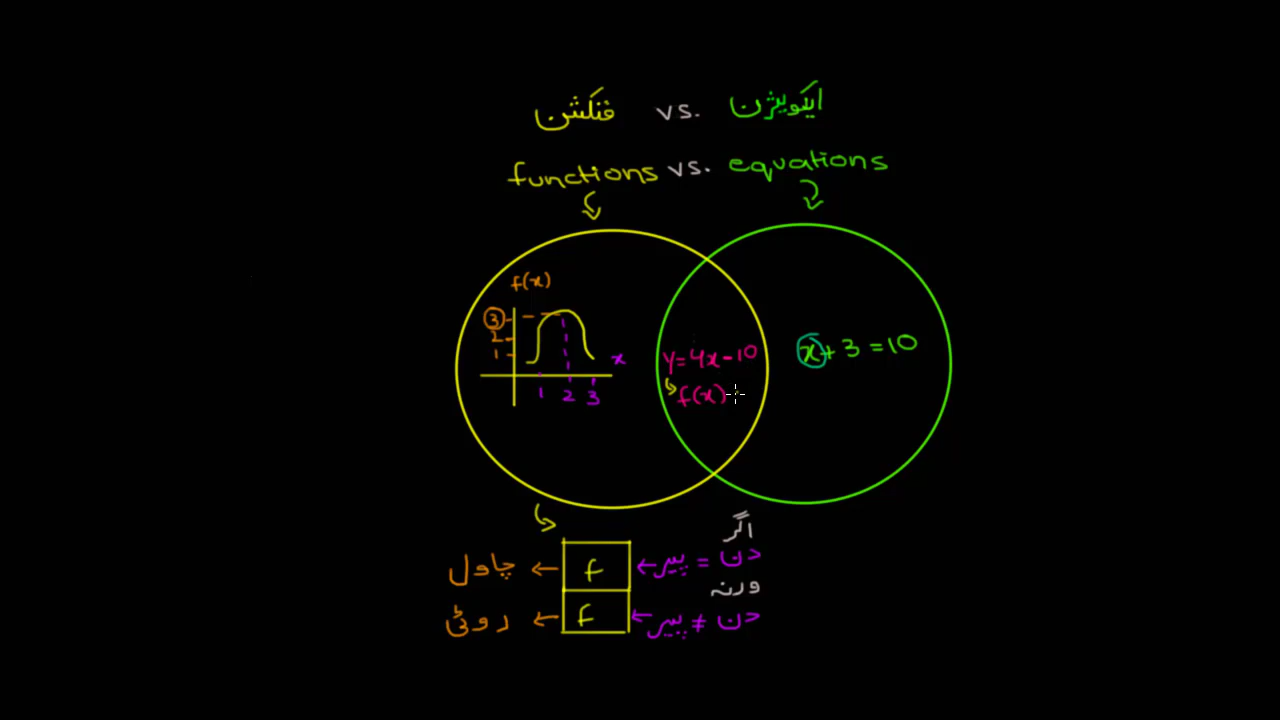 فنکشن vs. ایکویژن
functions vs. equations
f(x)
3
2
1
x
1 2 3
y=4x-10
f(x)
x+3=10
اگر
دن = پیر ← f ← چاول
ورنہ
دن ≠ پیر ← f ← روٹی